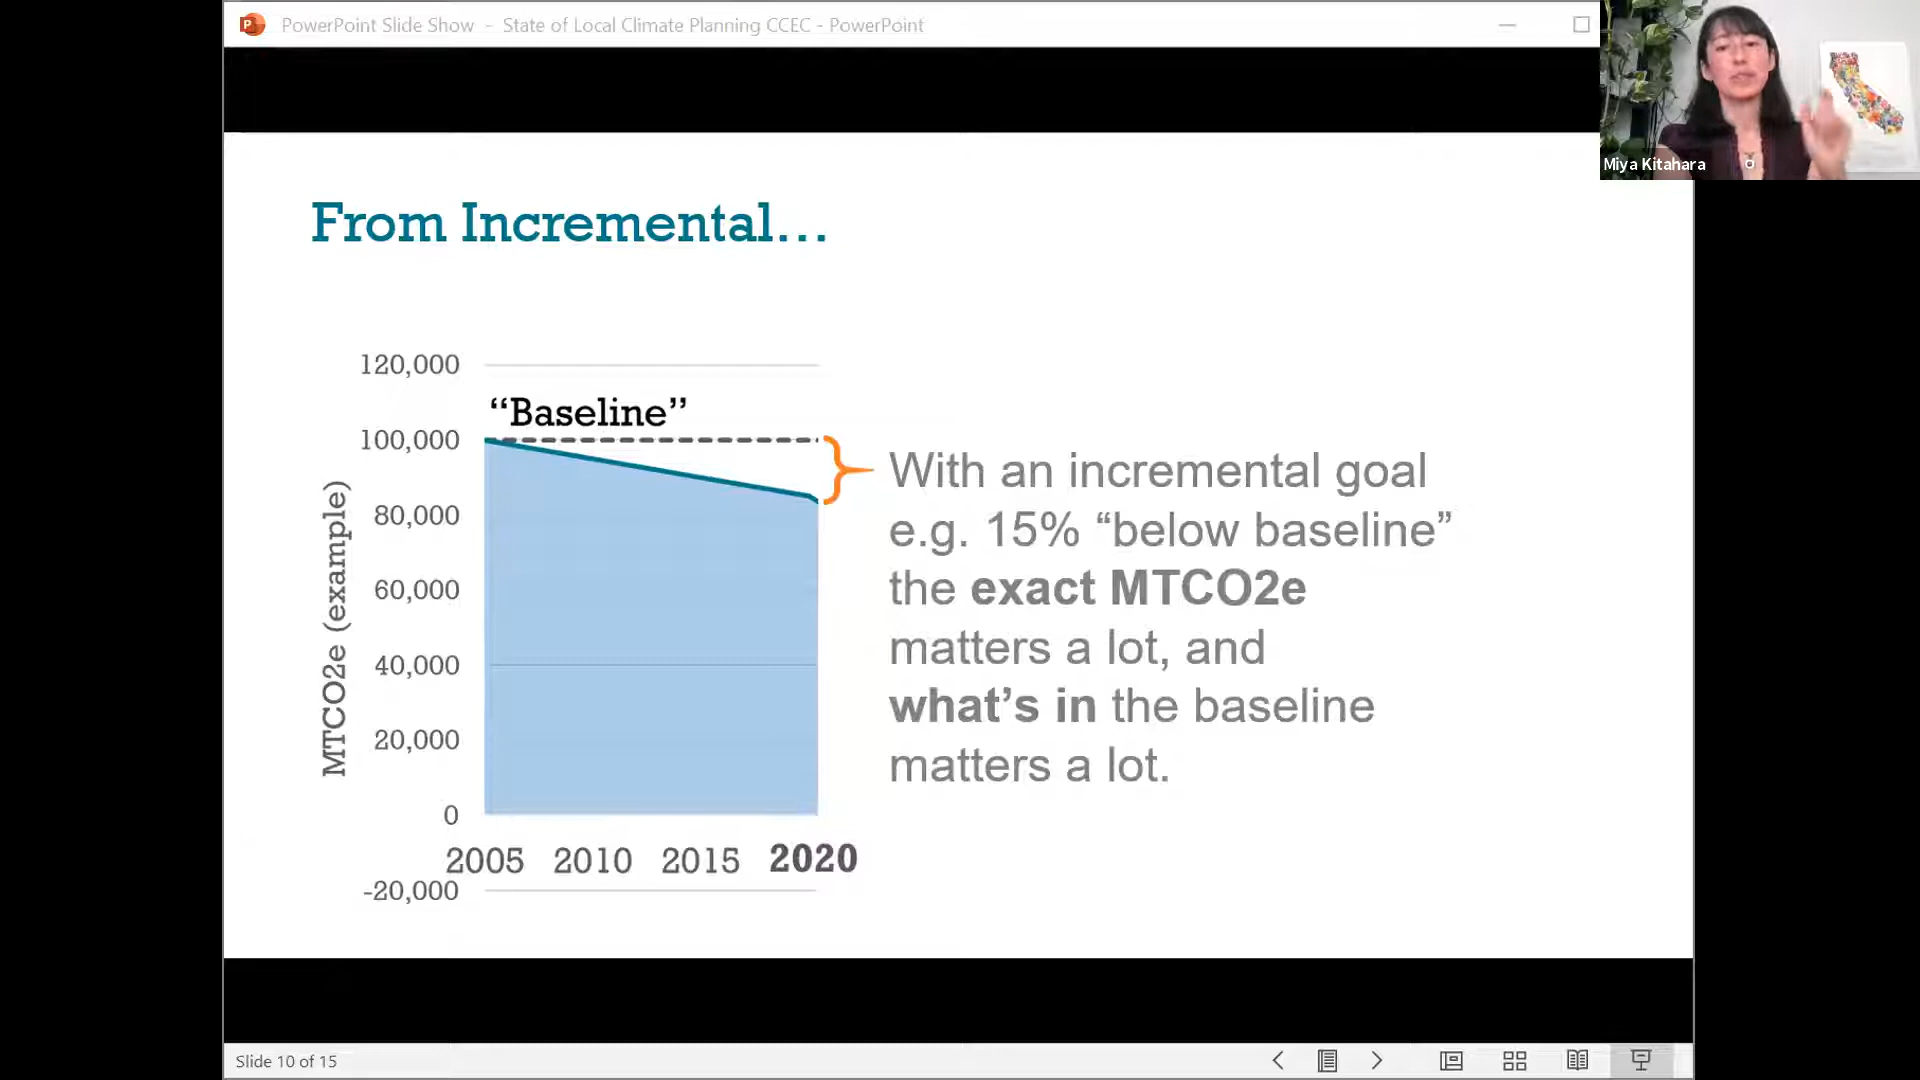 PowerPoint Slide Show - State of Local Climate Planning CCEC - PowerPoint
Miya Kitahara
From Incremental...
120,000
“Baseline”
100,000
80,000
60,000
40,000
20,000
0
-20,000
MTCO2e (example)
2005 2010 2015 2020
With an incremental goal
e.g. 15% “below baseline”
the exact MTCO2e
matters a lot, and
what’s in the baseline
matters a lot.
Slide 10 of 15